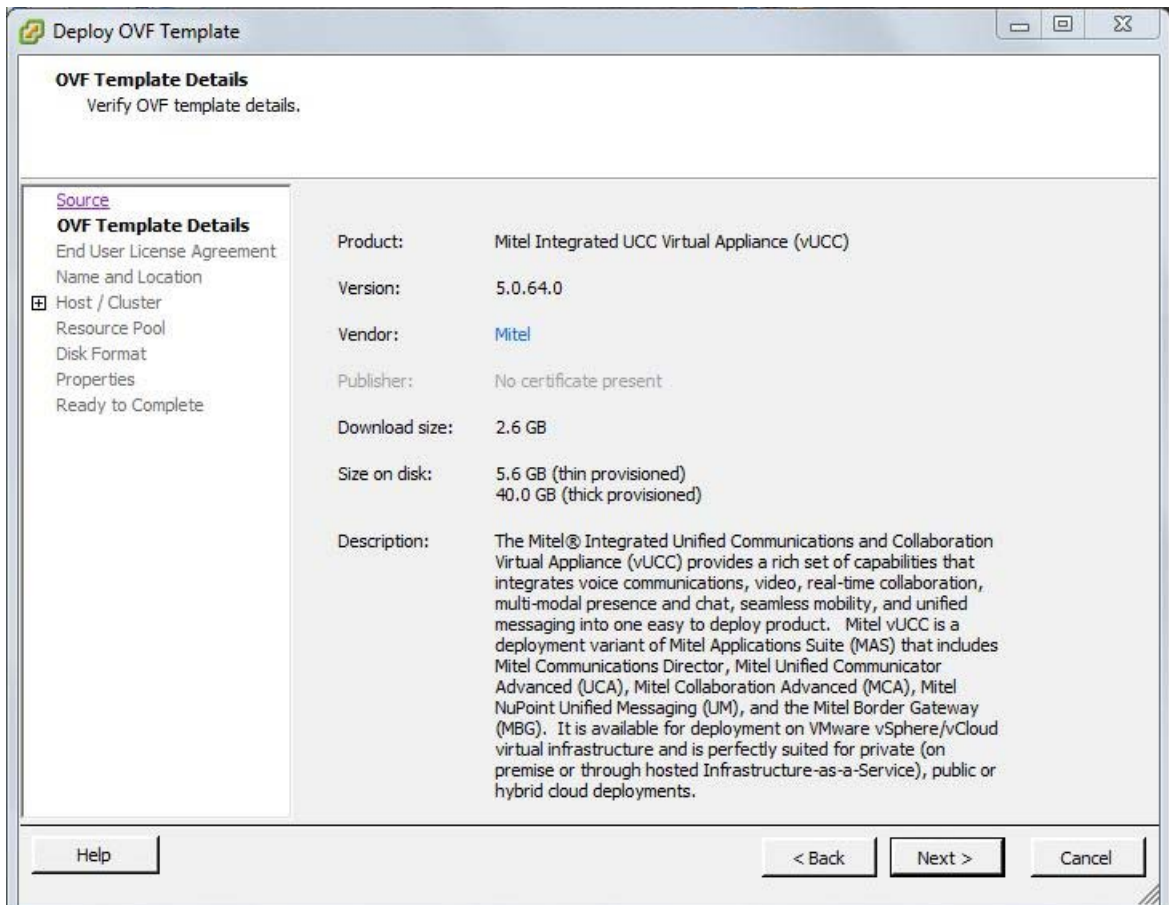 Deploy OVF Template
OVF Template Details
Verify OVF template details.
Source
OVF Template Details
End User License Agreement
Name and Location
Host / Cluster
Resource Pool
Disk Format
Properties
Ready to Complete
Product: Mitel Integrated UCC Virtual Appliance (vUCC)
Version: 5.0.64.0
Vendor: Mitel
Publisher: No certificate present
Download size: 2.6 GB
Size on disk: 5.6 GB (thin provisioned)
40.0 GB (thick provisioned)
Description: The Mitel® Integrated Unified Communications and Collaboration
Virtual Appliance (vUCC) provides a rich set of capabilities that
integrates voice communications, video, real-time collaboration,
multi-modal presence and chat, seamless mobility, and unified
messaging into one easy to deploy product. Mitel vUCC is a
deployment variant of Mitel Applications Suite (MAS) that includes
Mitel Communications Director, Mitel Unified Communicator
Advanced (UCA), Mitel Collaboration Advanced (MCA), Mitel
NuPoint Unified Messaging (UM), and the Mitel Border Gateway
(MBG). It is available for deployment on VMware vSphere/vCloud
virtual infrastructure and is perfectly suited for private (on
premise or through hosted Infrastructure-as-a-Service), public or
hybrid cloud deployments.
Help
< Back
Next >
Cancel